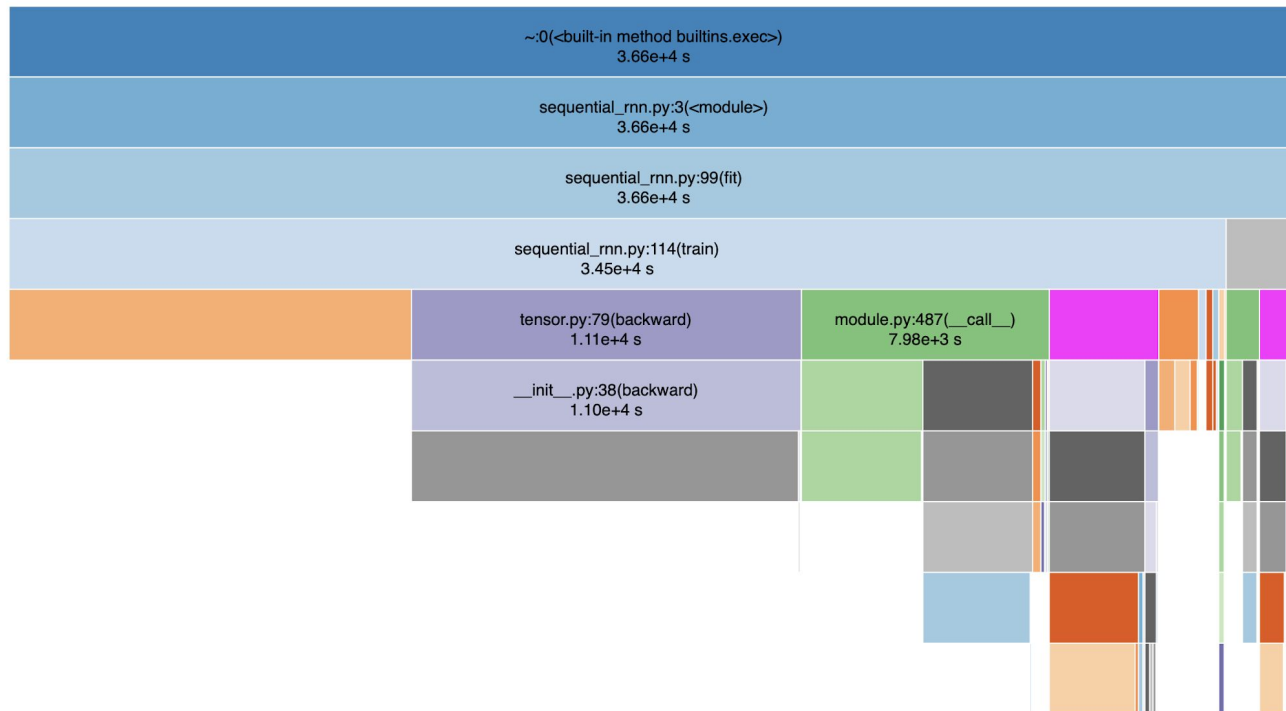 ~:0(<built-in method builtins.exec>)
3.66e+4 s
sequential_rnn.py:3(<module>)
3.66e+4 s
sequential_rnn.py:99(fit)
3.66e+4 s
sequential_rnn.py:114(train)
3.45e+4 s
tensor.py:79(backward)
1.11e+4 s
module.py:487(__call__)
7.98e+3 s
__init__.py:38(backward)
1.10e+4 s